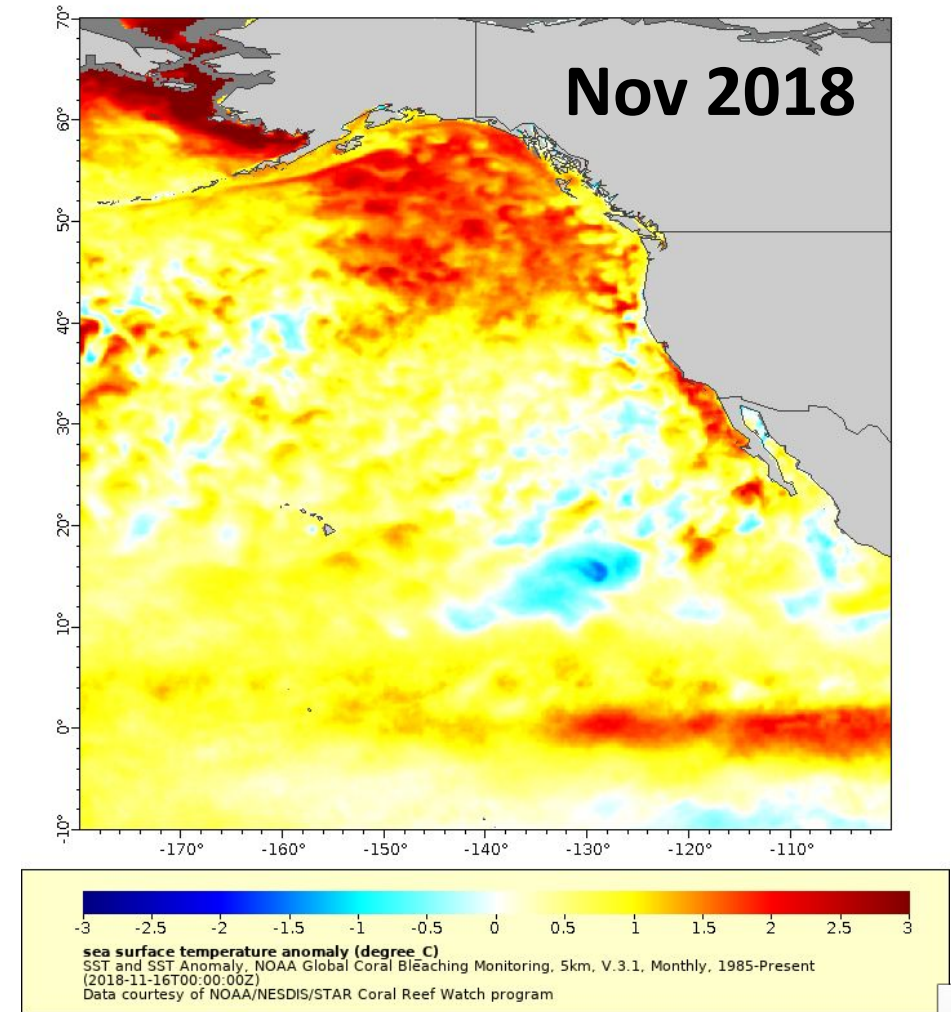 Nov 2018
70°
60°
50°
40°
30°
20°
10°
0°
-10°
-170° -160° -150° -140° -130° -120° -110°
-3 -2.5 -2 -1.5 -1 -0.5 0 0.5 1 1.5 2 2.5 3
sea surface temperature anomaly (degree_C)
SST and SST Anomaly, NOAA Global Coral Bleaching Monitoring, 5km, V.3.1, Monthly, 1985-Present
(2018-11-16T00:00:00Z)
Data courtesy of NOAA/NESDIS/STAR Coral Reef Watch program